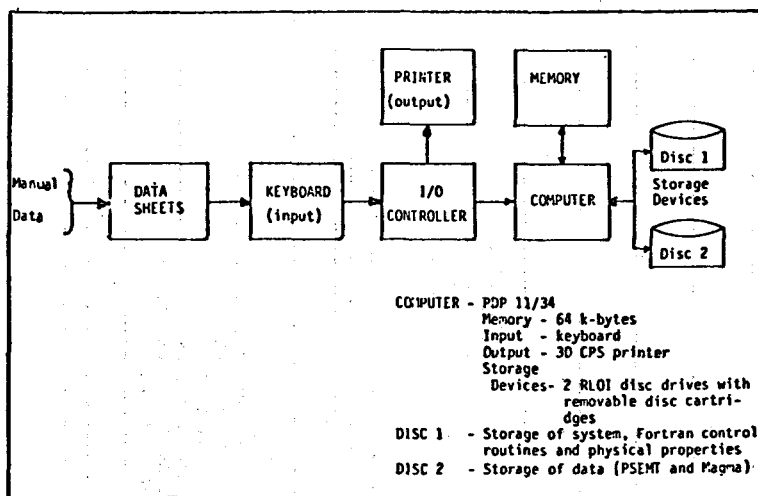 PRINTER
(output)
MEMORY
Manual
Data
DATA
SHEETS
KEYBOARD
(input)
I/O
CONTROLLER
COMPUTER
Disc 1
Storage
Devices
Disc 2
COMPUTER - PDP 11/34
Memory - 64 k-bytes
Input - keyboard
Output - 30 CPS printer
Storage
Devices- 2 RLOI disc drives with
removable disc cartri-
dges
DISC 1 - Storage of system, Fortran control
routines and physical properties
DISC 2 - Storage of data (PSEMT and Magma)